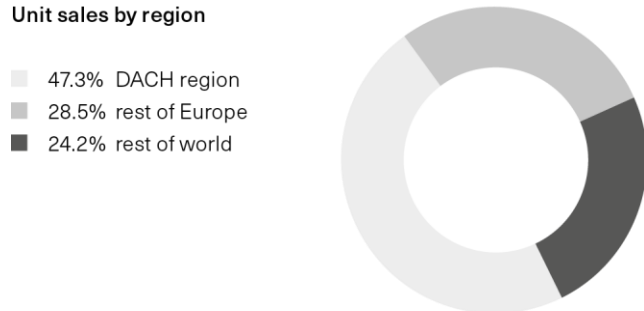 Unit sales by region
47.3% DACH region
28.5% rest of Europe
24.2% rest of world